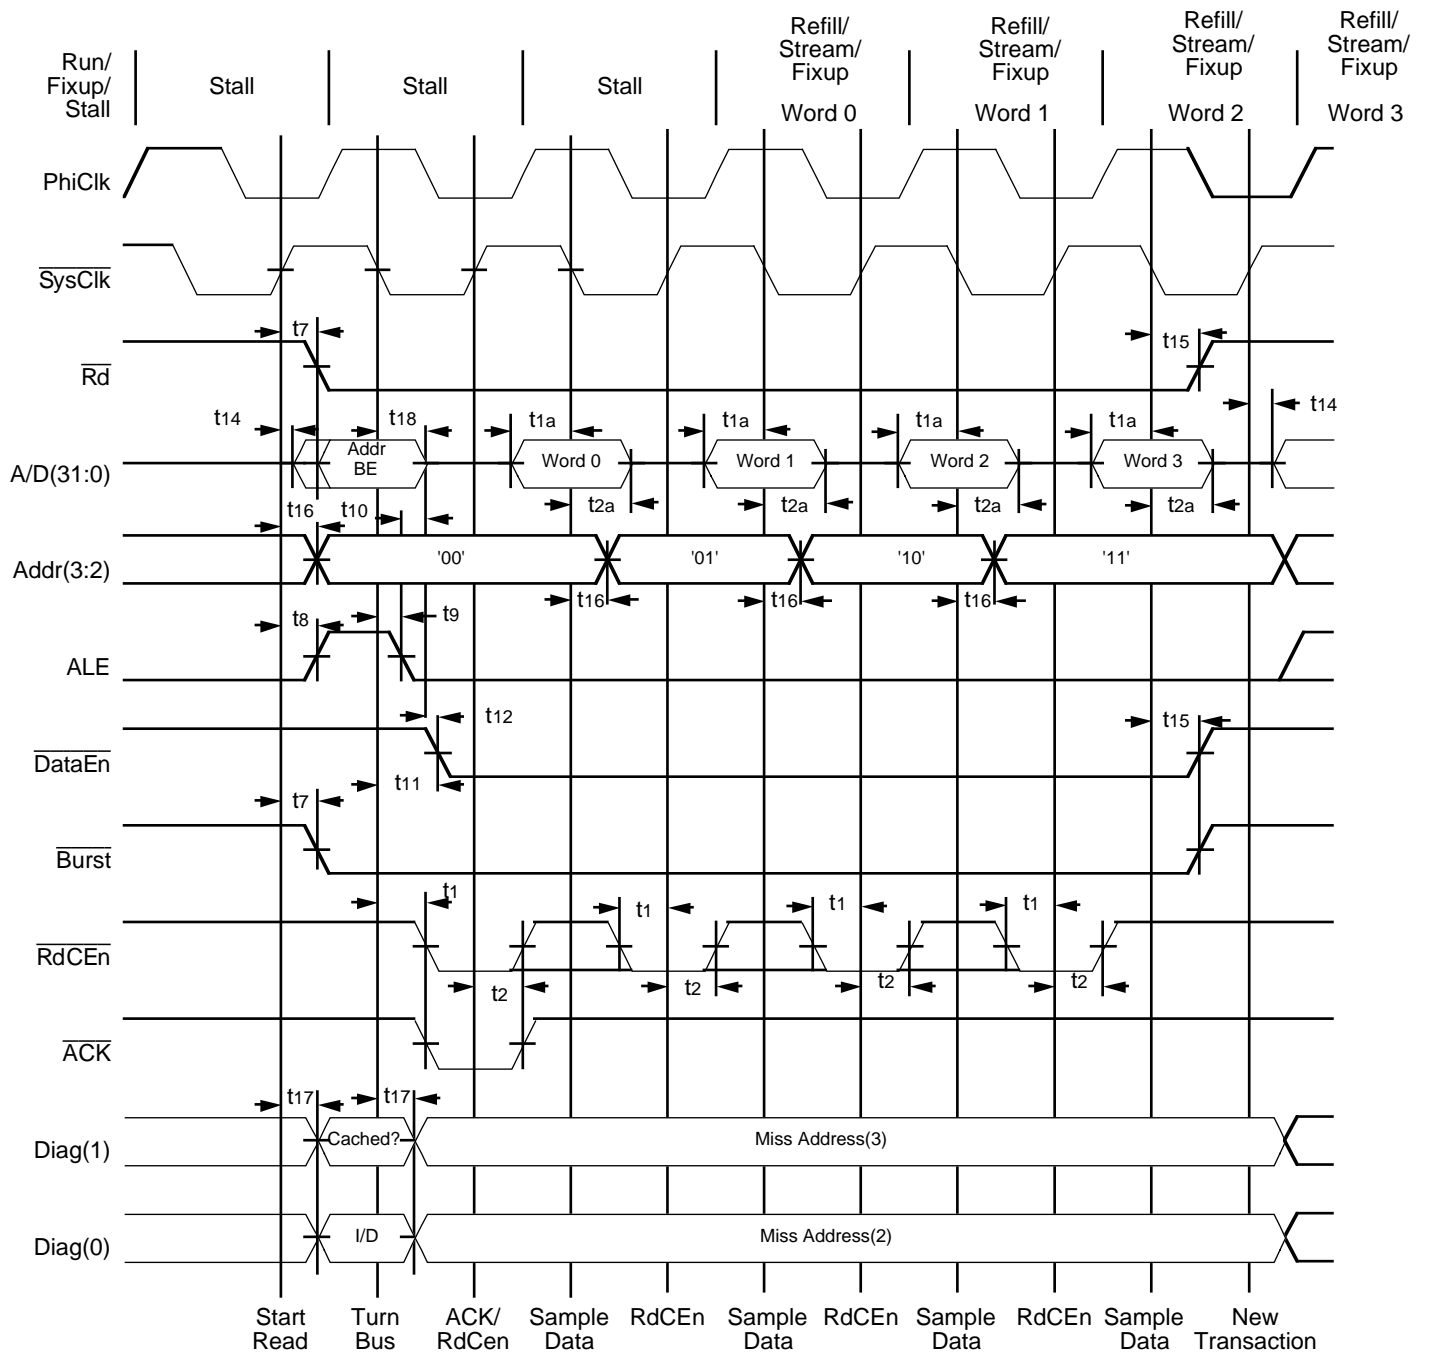 Run/
Fixup/
Stall
Stall
Stall
Stall
Refill/
Stream/
Fixup
Word 0
Refill/
Stream/
Fixup
Word 1
Refill/
Stream/
Fixup
Word 2
Refill/
Stream/
Fixup
Word 3
PhiClk
SysClk
t7
t15
Rd
t14
t18
t1a
t1a
t1a
t1a
t14
A/D(31:0)
Addr
BE
Word 0
Word 1
Word 2
Word 3
t2a
t2a
t2a
t2a
t16
t10
Addr(3:2)
'00'
'01'
'10'
'11'
t16
t16
t16
t8
t9
ALE
t12
t15
DataEn
t11
t7
Burst
t1
t1
t1
t1
RdCEn
t2
t2
t2
t2
ACK
t17
t17
Diag(1)
Cached?
Miss Address(3)
Diag(0)
I/D
Miss Address(2)
Start
Read
Turn
Bus
ACK/
RdCen
Sample
Data
RdCEn
Sample
Data
RdCEn
Sample
Data
RdCEn
Sample
Data
New
Transaction